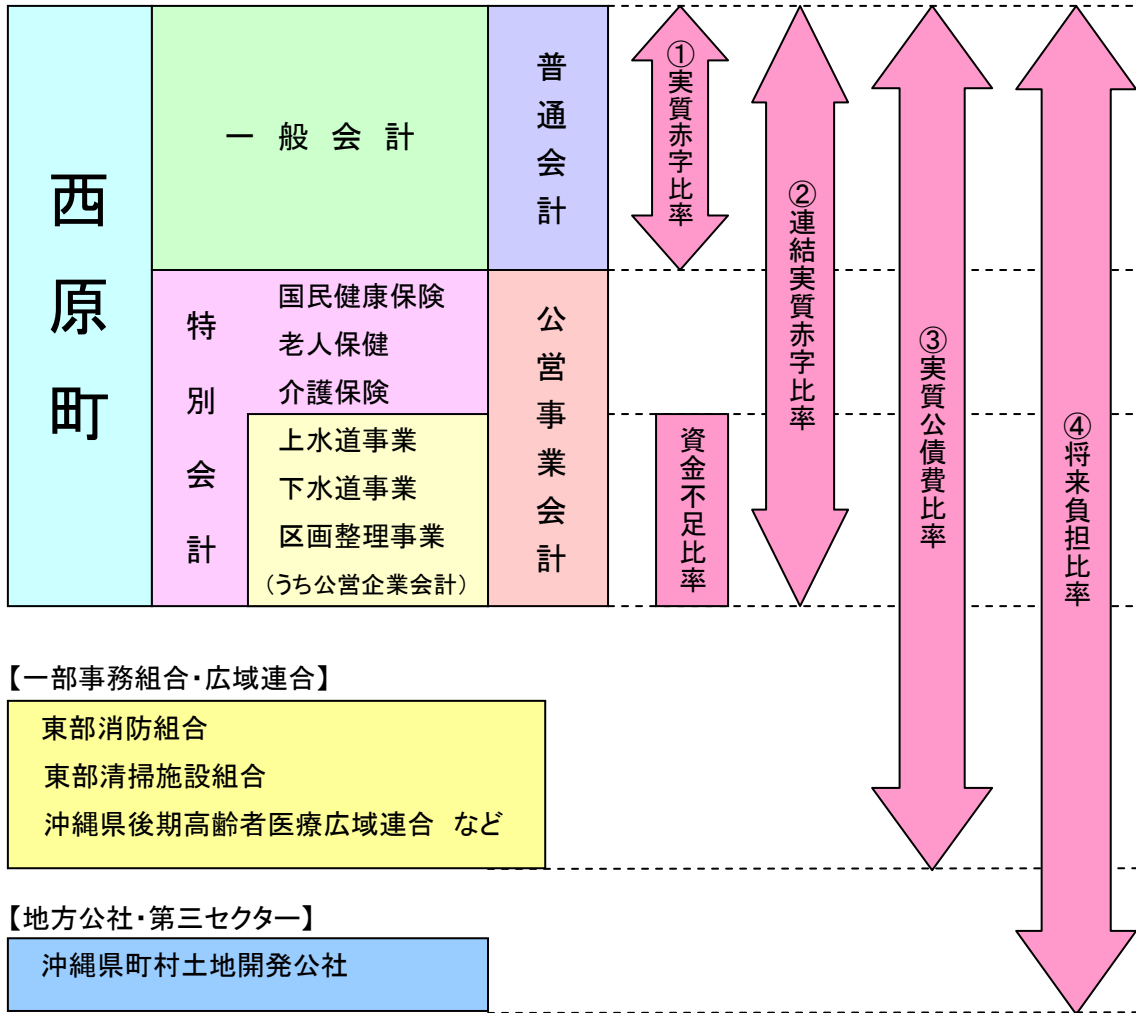 西原町
一般会計
普通会計
特別会計
国民健康保険
老人保健
介護保険
上水道事業
下水道事業
区画整理事業
(うち公営企業会計)
公営事業会計
①実質赤字比率
資金不足比率
②連結実質赤字比率
③実質公債費比率
④将来負担比率
【一部事務組合・広域連合】
東部消防組合
東部清掃施設組合
沖縄県後期高齢者医療広域連合 など
【地方公社・第三セクター】
沖縄県町村土地開発公社